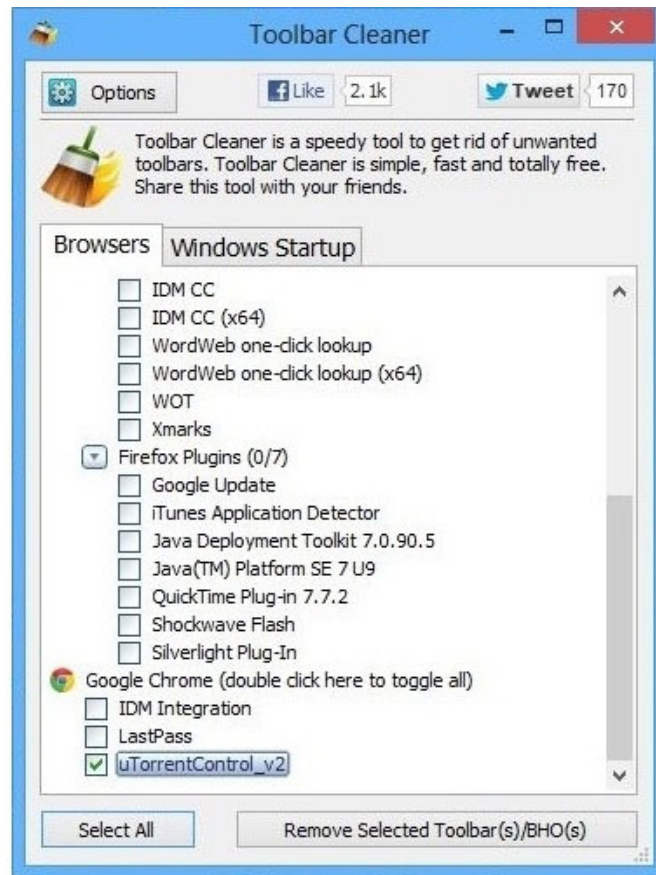 Toolbar Cleaner
Options
Like
2.1k
Tweet
170
Toolbar Cleaner is a speedy tool to get rid of unwanted
toolbars. Toolbar Cleaner is simple, fast and totally free.
Share this tool with your friends.
Browsers
Windows Startup
IDM CC
IDM CC (x64)
WordWeb one-click lookup
WordWeb one-click lookup (x64)
WOT
Xmarks
Firefox Plugins (0/7)
Google Update
iTunes Application Detector
Java Deployment Toolkit 7.0.90.5
Java(TM) Platform SE 7 U9
QuickTime Plug-in 7.7.2
Shockwave Flash
Silverlight Plug-In
Google Chrome (double click here to toggle all)
IDM Integration
LastPass
uTorrentControl_v2
Select All
Remove Selected Toolbar(s)/BHO(s)